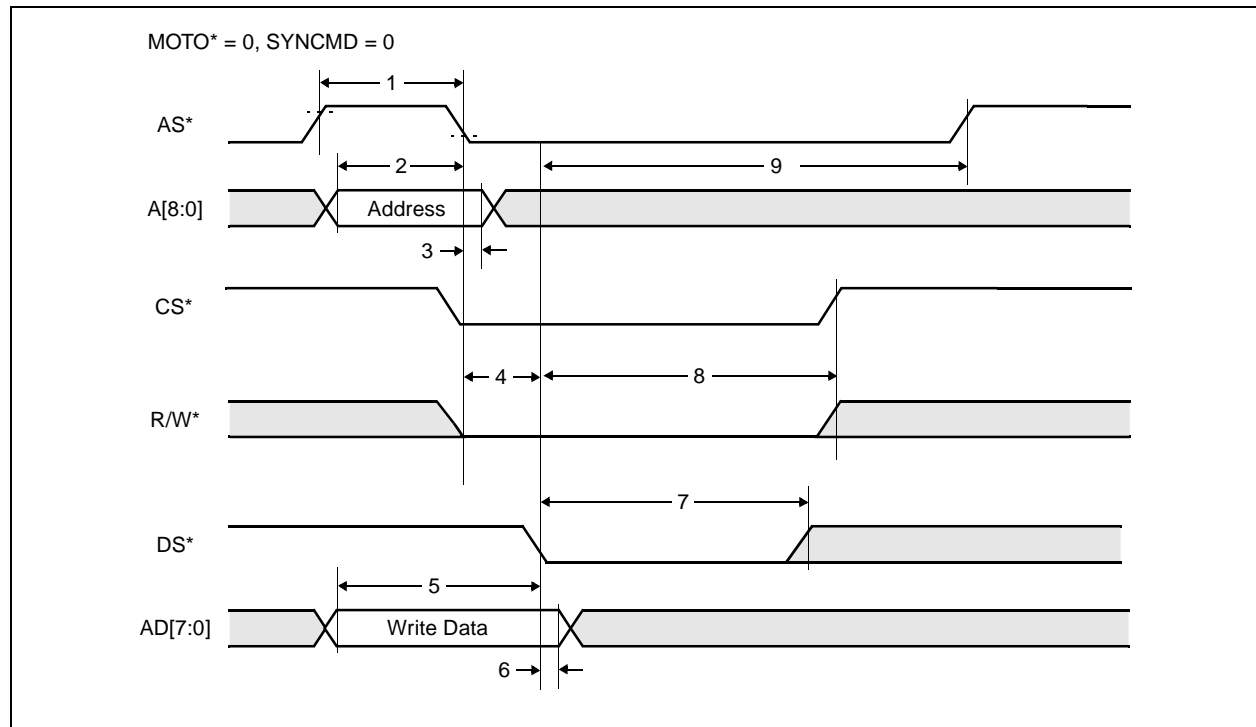 MOTO* = 0, SYNCMD = 0
1
AS*
2
9
A[8:0]
Address
3
CS*
4
8
R/W*
7
DS*
5
AD[7:0]
Write Data
6